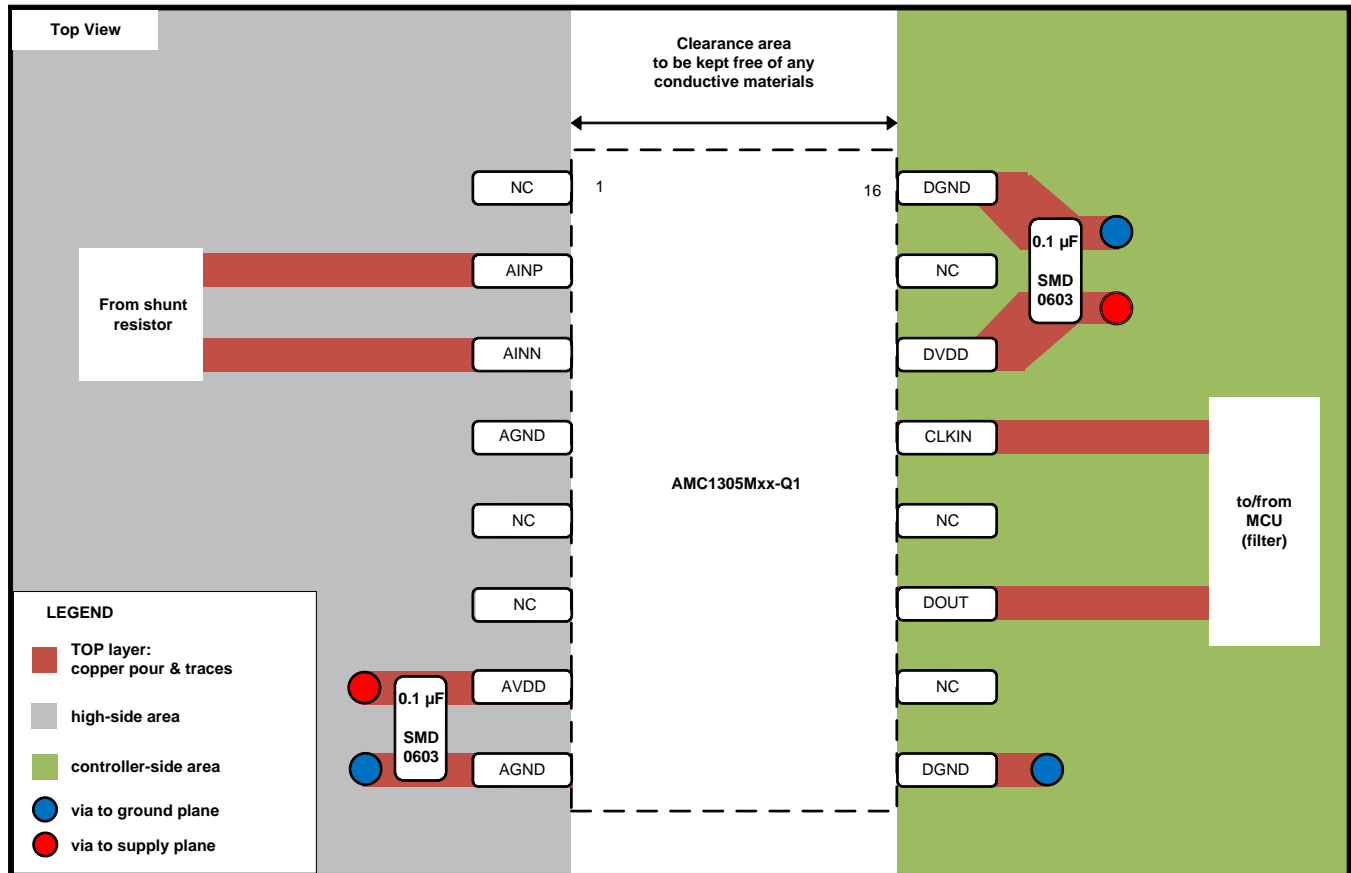 Top View
Clearance area
to be kept free of any
conductive materials
NC
1
16
DGND
0.1 µF
SMD
0603
AINP
NC
From shunt
resistor
AINN
DVDD
AGND
CLKIN
AMC1305Mxx-Q1
NC
NC
to/from
MCU
(filter)
NC
DOUT
AVDD
NC
0.1 µF
SMD
0603
AGND
DGND
LEGEND
TOP layer:
copper pour & traces
high-side area
controller-side area
via to ground plane
via to supply plane